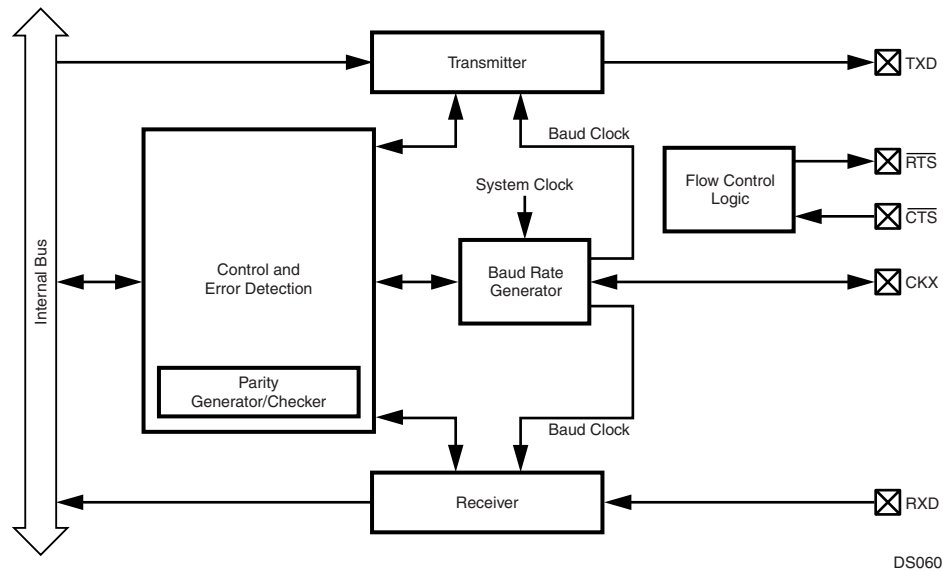 Transmitter
TXD
Baud Clock
RTS
Flow Control
Logic
System Clock
CTS
Internal Bus
Control and
Error Detection
Baud Rate
Generator
CKX
Parity
Generator/Checker
Baud Clock
Receiver
RXD
DS060